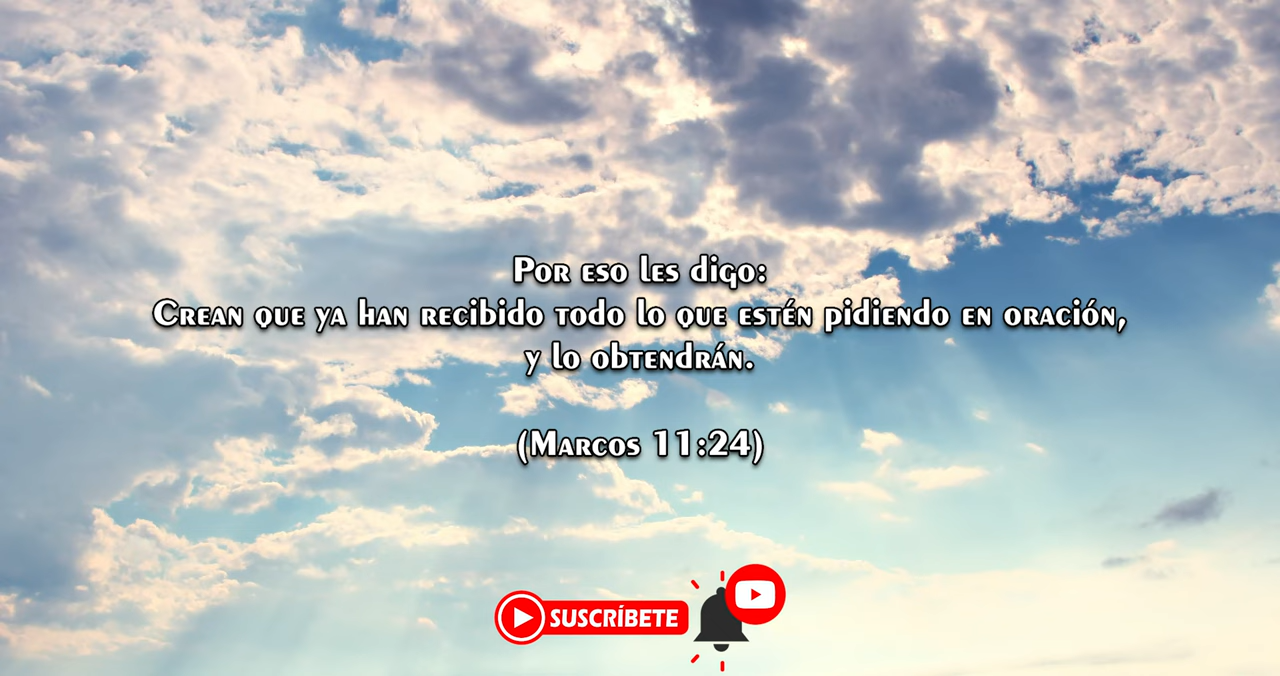 Por eso les digo:
Crean que ya han recibido todo lo que estén pidiendo en oración,
y lo obtendrán.
(Marcos 11:24)
SUSCRÍBETE